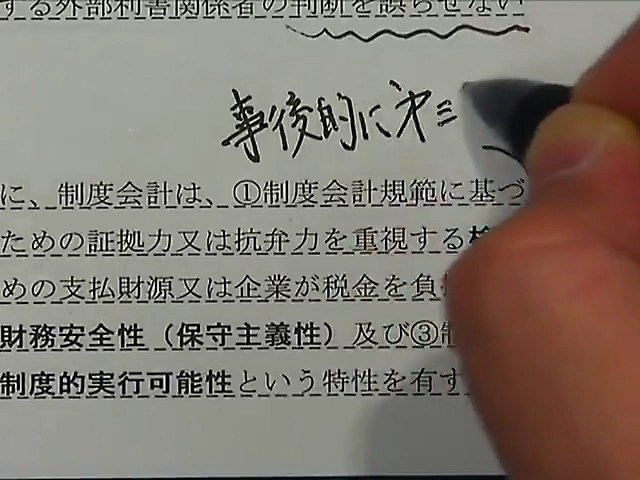 する外部利害関係者の判断を誤らせない
事後的に㐧三
に、制度会計は、①制度会計規範に基づ
ための証拠力又は抗弁力を重視する
めの支払財源又は企業が税金を負
財務安全性（保守主義性）及び③制
制度的実行可能性という特性を有す